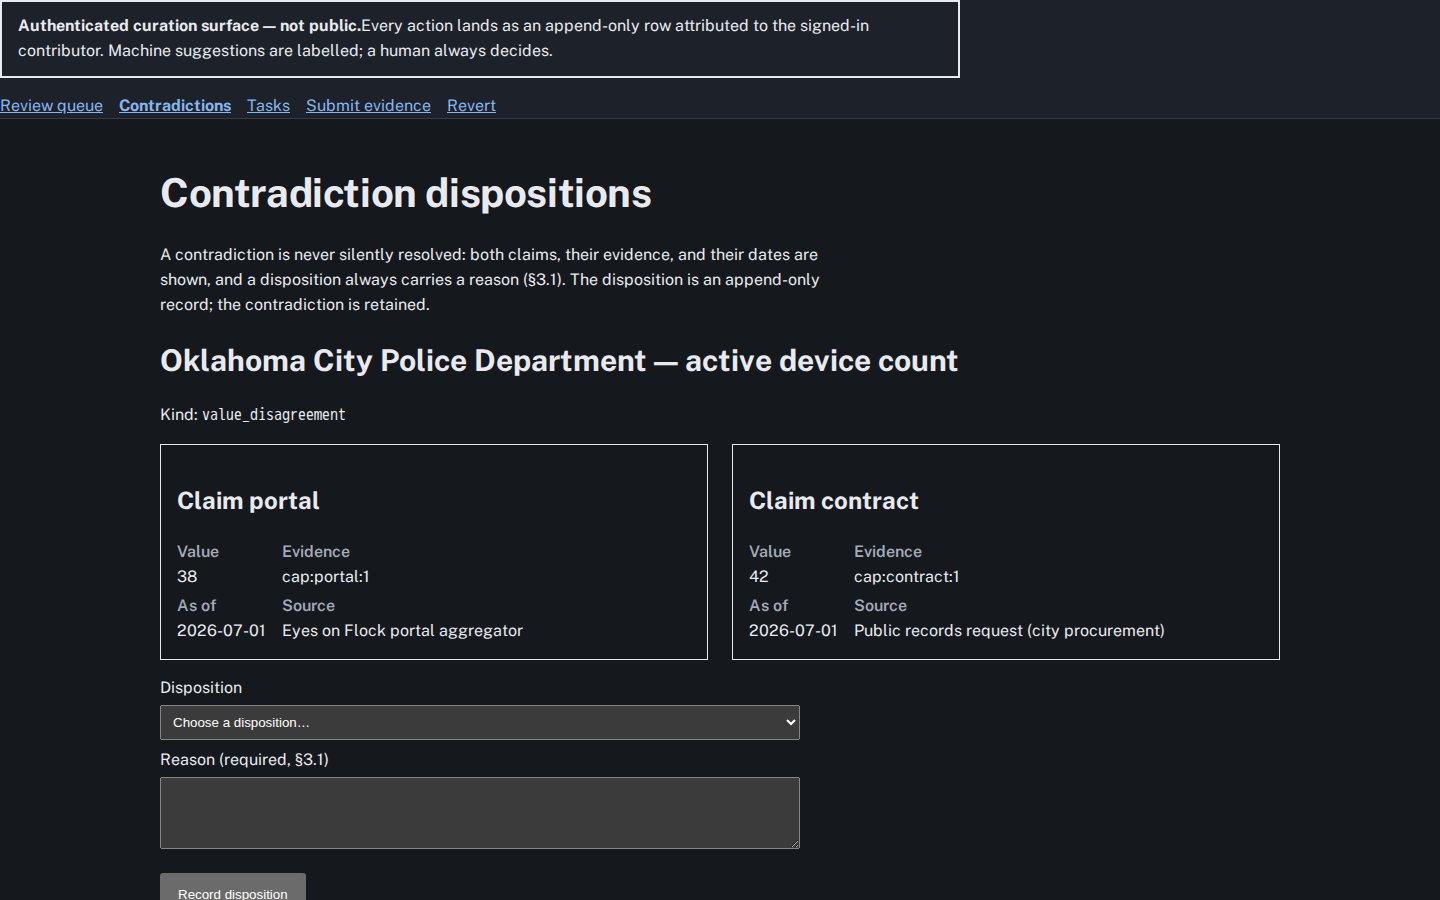 Authenticated curation surface — not public.Every action lands as an append-only row attributed to the signed-in
contributor. Machine suggestions are labelled; a human always decides.
Review queue Contradictions Tasks Submit evidence Revert
Contradiction dispositions
A contradiction is never silently resolved: both claims, their evidence, and their dates are
shown, and a disposition always carries a reason (§3.1). The disposition is an append-only
record; the contradiction is retained.
Oklahoma City Police Department — active device count
Kind: value_disagreement
Claim portal
Value Evidence
38 cap:portal:1
As of Source
2026-07-01 Eyes on Flock portal aggregator
Claim contract
Value Evidence
42 cap:contract:1
As of Source
2026-07-01 Public records request (city procurement)
Disposition
Choose a disposition…
Reason (required, §3.1)
Record disposition